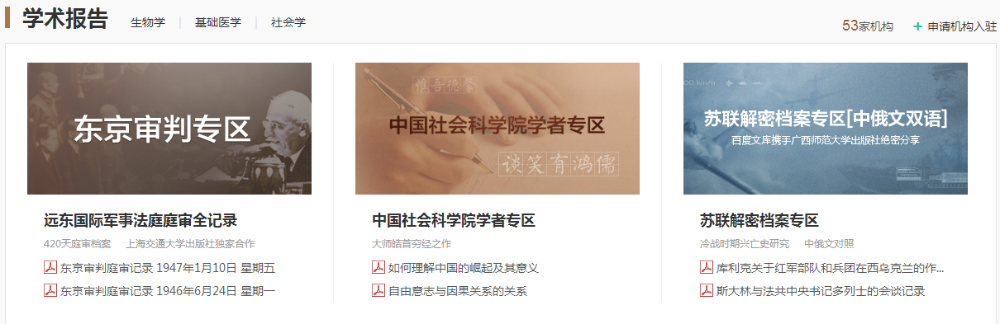 学术报告 生物学 基础医学 社会学 53家机构 + 申请机构入驻
东京审判专区
远东国际军事法庭庭审全记录
420天庭审档案 上海交通大学出版社独家合作
东京审判庭审记录 1947年1月10日 星期五
东京审判庭审记录 1946年6月24日 星期一
惟吾德馨
中国社会科学院学者专区
谈笑有鸿儒
中国社会科学院学者专区
大师皓首穷经之作
如何理解中国的崛起及其意义
自由意志与因果关系的关系
00 km/h
苏联解密档案专区[中俄文双语]
百度文库携手广西师范大学出版社绝密分享
苏联解密档案专区
冷战时期兴亡史研究 中俄文对照
库利克关于红军部队和兵团在西乌克兰的作...
斯大林与法共中央书记多列士的会谈记录